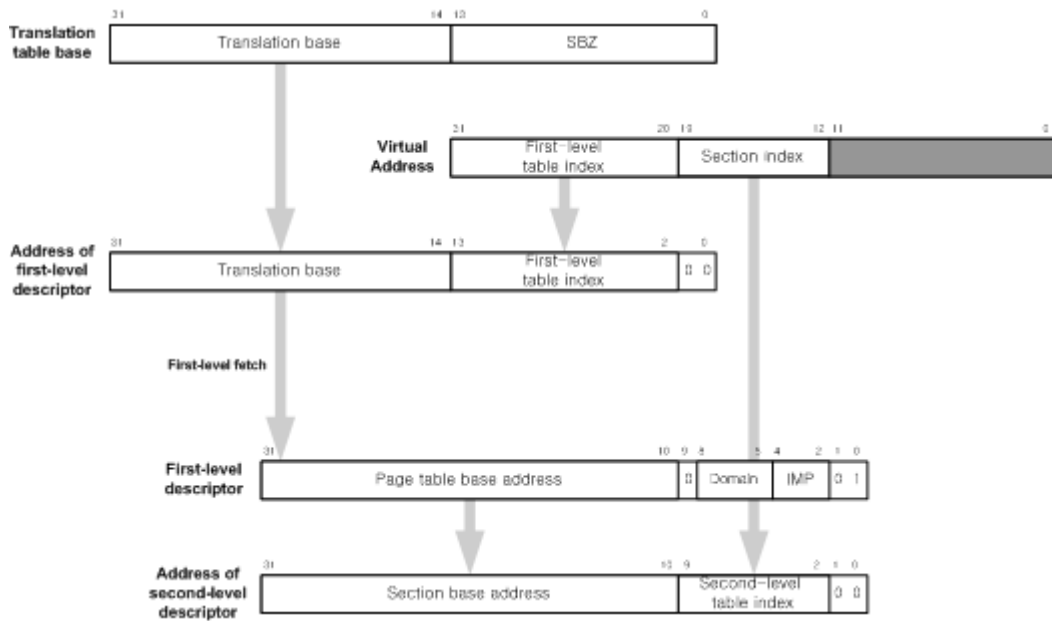 31 14 13 0
Translation
table base
Translation base
SBZ
31 20 19 12 11 0
Virtual
Address
First-level
table index
Section index
31 14 13 2 0
Address of
first-level
descriptor
Translation base
First-level
table index
0 0
First-level fetch
31 10 9 8 5 4 2 1 0
First-level
descriptor
Page table base address
0
Domain
IMP
0 1
31 10 9 2 1 0
Address of
second-level
descriptor
Section base address
Second-level
table index
0 0